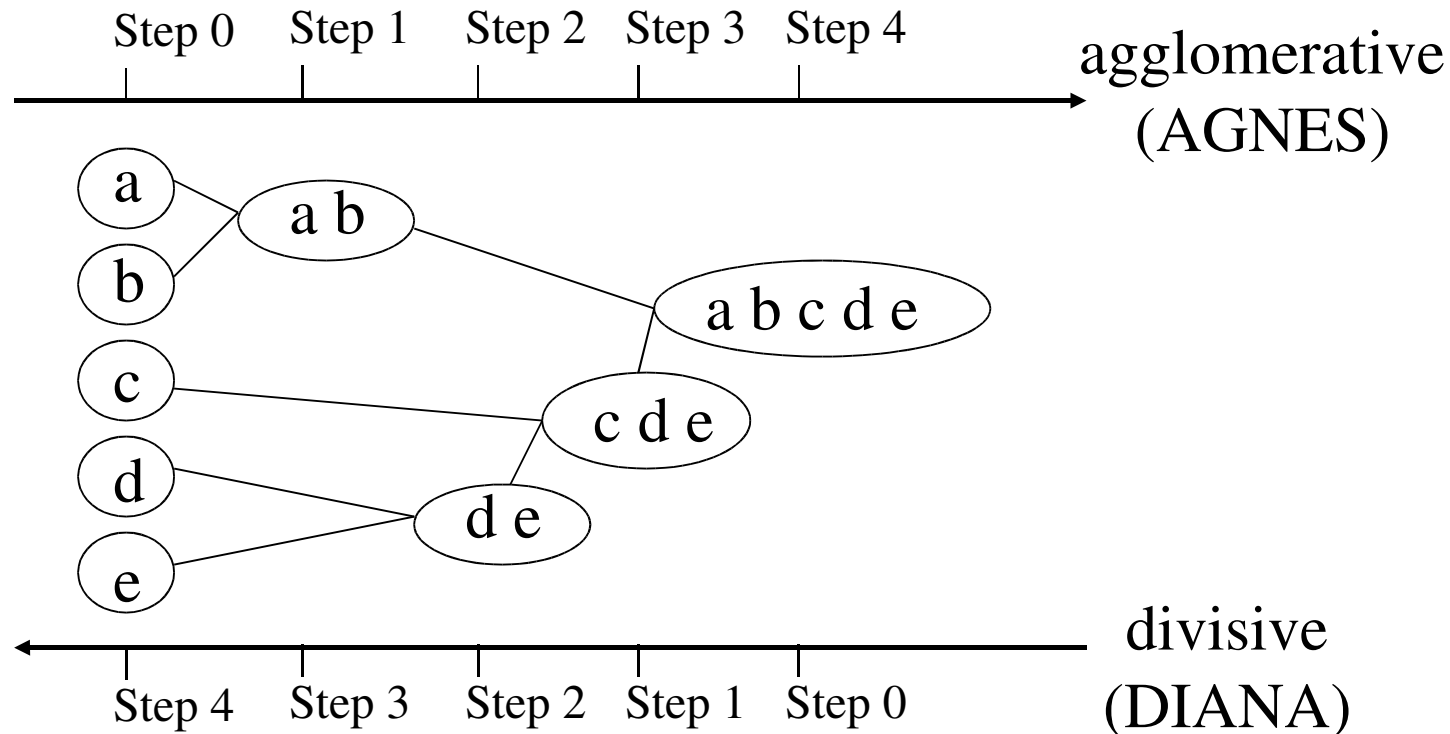 Step 0 Step 1 Step 2 Step 3 Step 4
agglomerative
(AGNES)
a
a b
b
a b c d e
c
c d e
d
d e
e
divisive
(DIANA)
Step 4 Step 3 Step 2 Step 1 Step 0